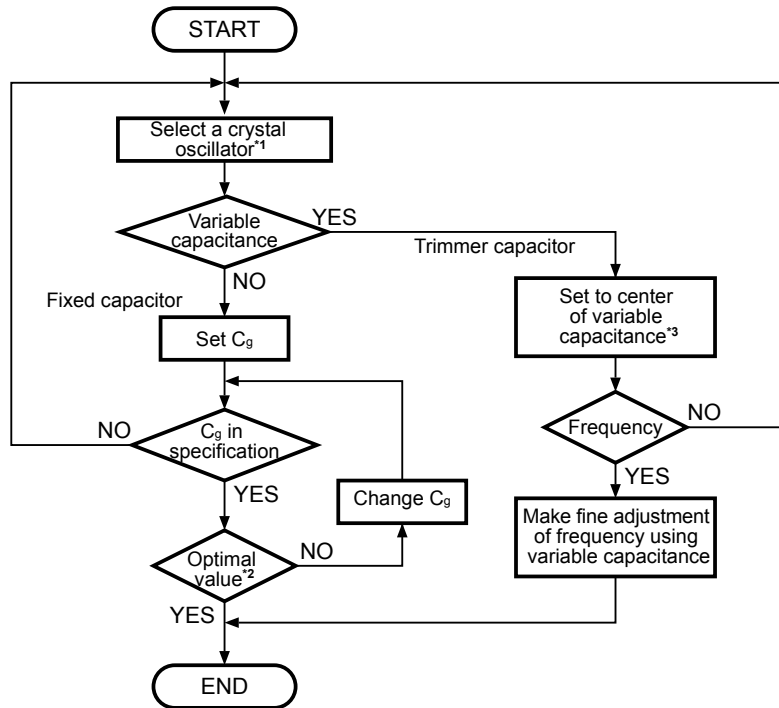 START
Select a crystal
oscillator*1
Variable
capacitance
YES
Trimmer capacitor
NO
Fixed capacitor
Set Cg
Set to center
of variable
capacitance*3
Cg in
specification
NO
YES
Change Cg
Optimal
value*2
NO
YES
Frequency
NO
YES
Make fine adjustment
of frequency using
variable capacitance
END